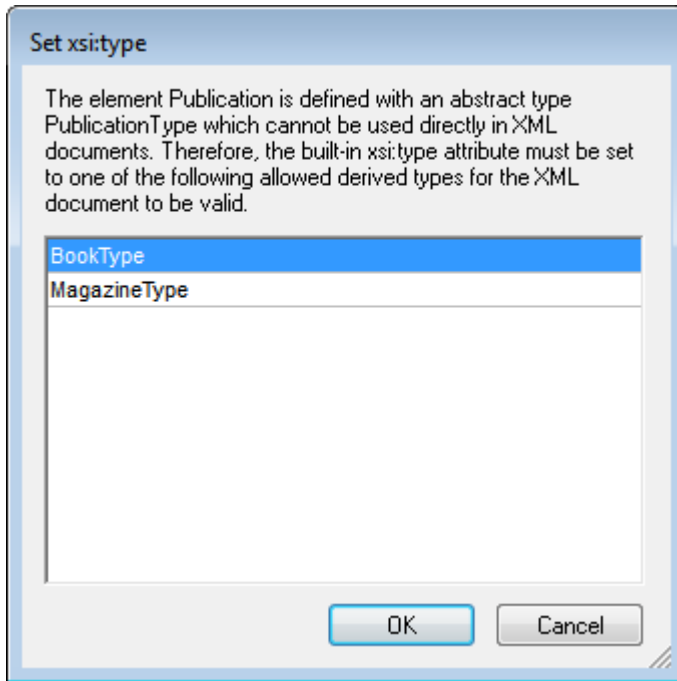 Set xsi:type
The element Publication is defined with an abstract type
PublicationType which cannot be used directly in XML
documents. Therefore, the built-in xsi:type attribute must be set
to one of the following allowed derived types for the XML
document to be valid.
BookType
MagazineType
OK
Cancel